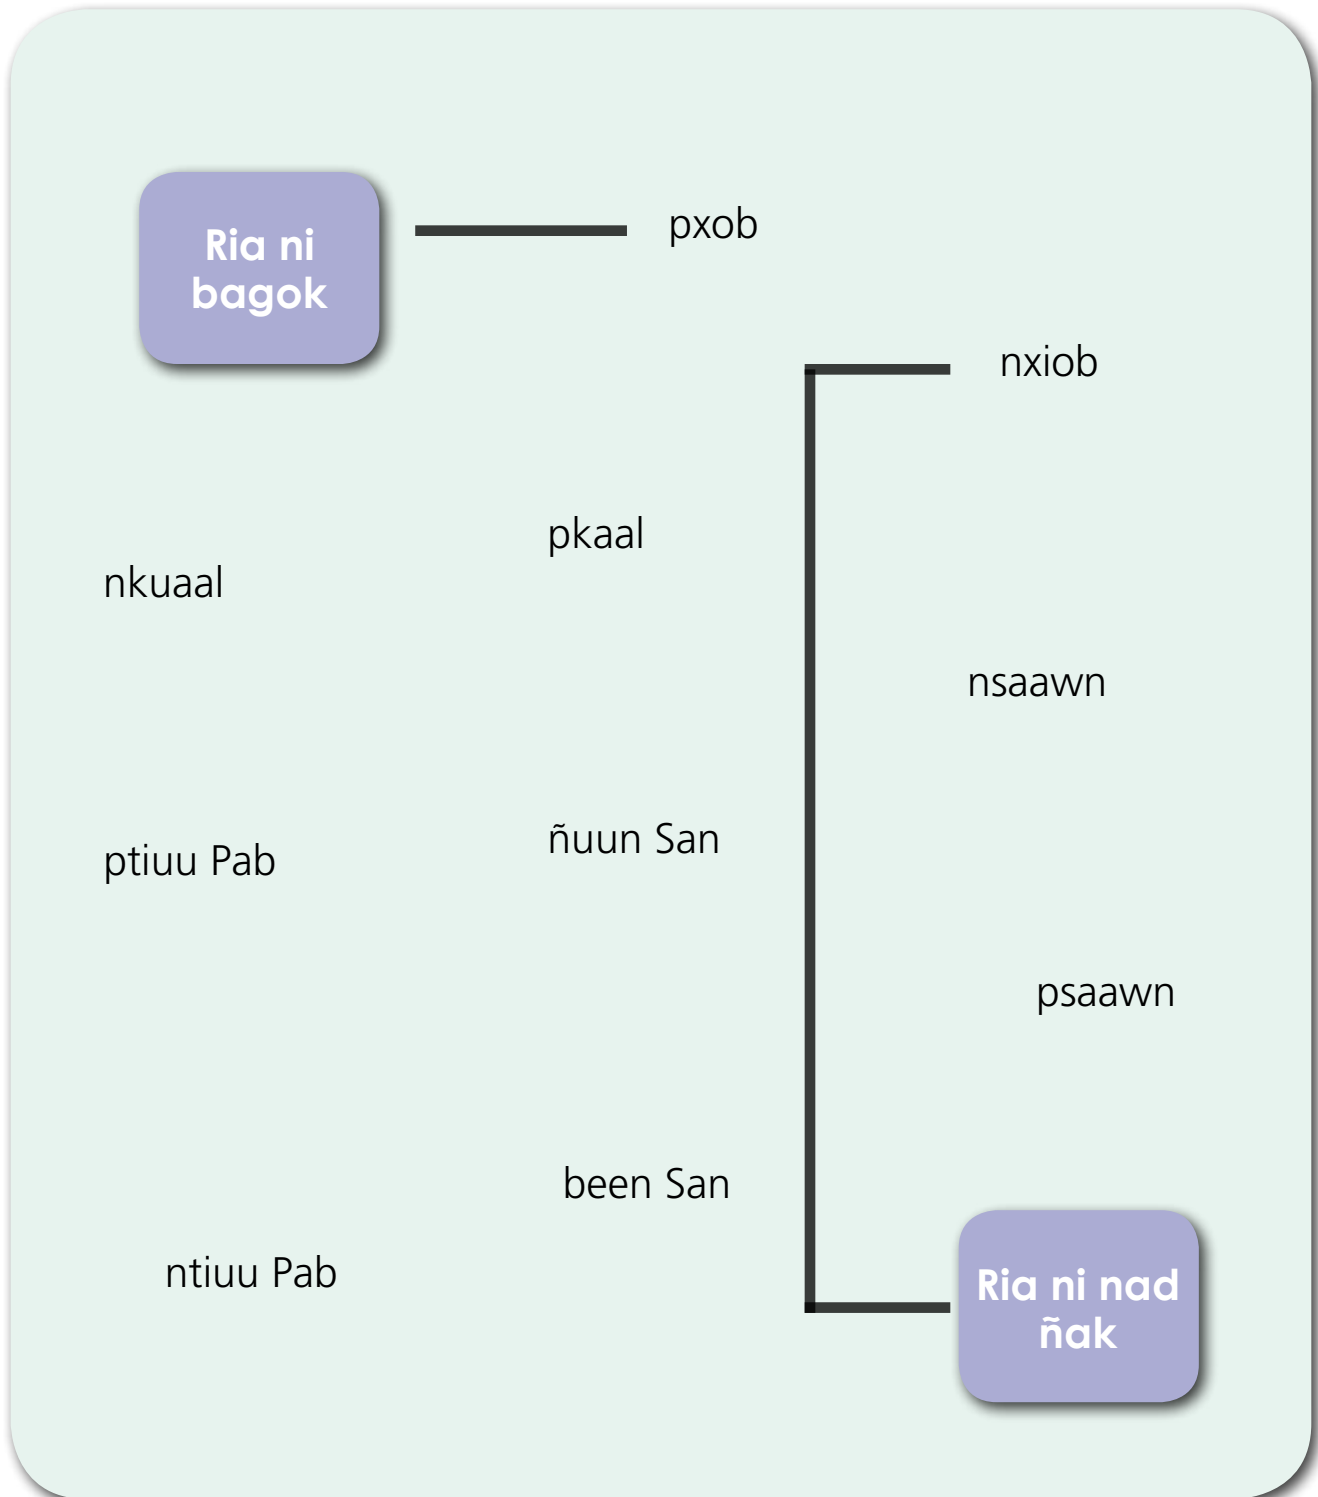 Ria ni
bagok
pxob
nxiob
pkaal
nkuaal
nsaawn
ñuun San
ptiuu Pab
psaawn
been San
ntiuu Pab
Ria ni nad
ñak